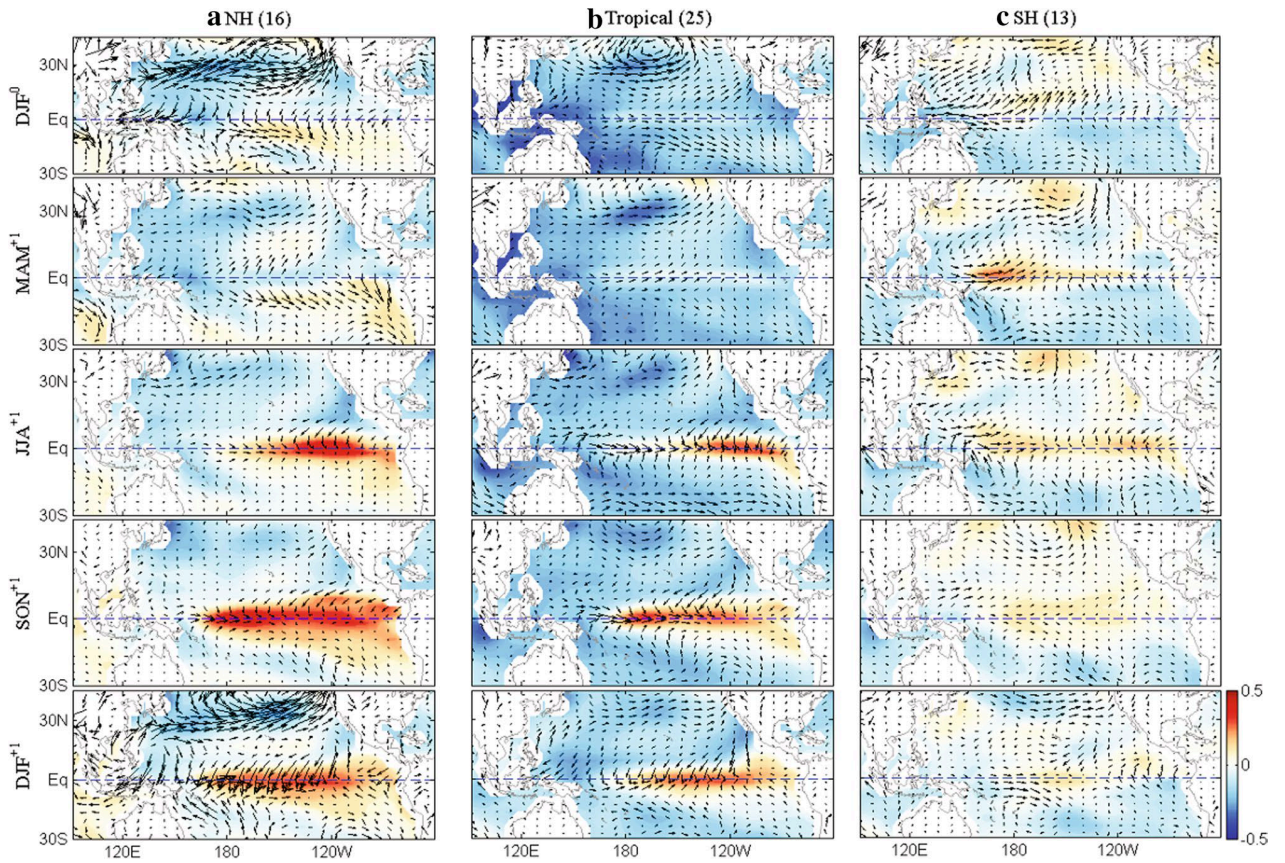 a NH (16) b Tropical (25) c SH (13)
DJF⁰
30N
Eq
30S
MAM⁺¹
30N
Eq
30S
JJA⁺¹
30N
Eq
30S
SON⁺¹
30N
Eq
30S
DJF⁺¹
30N
Eq
30S
0.5
0
-0.5
120E 180 120W 120E 180 120W 120E 180 120W